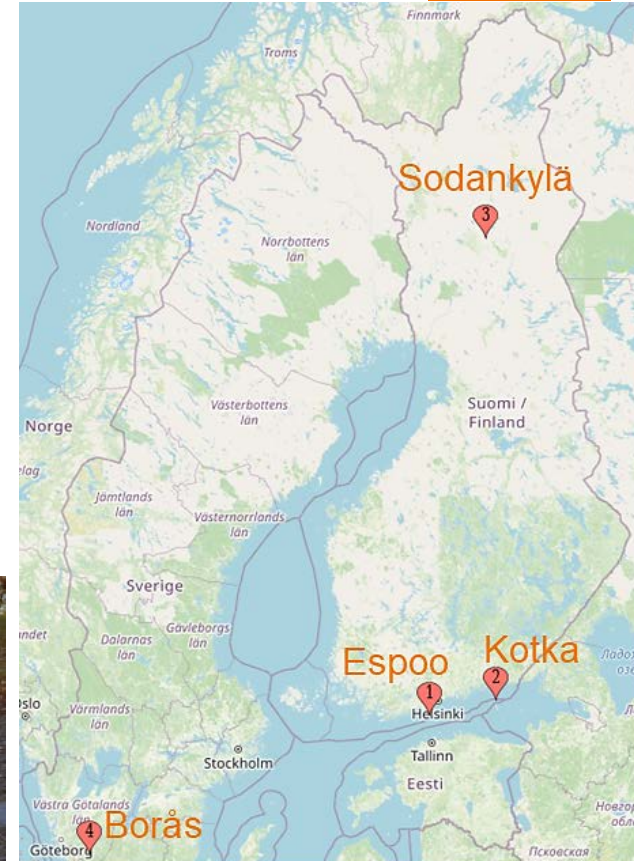 Finnmark
Troms
Sodankylä
3
Nordland
Norrbottens
län
Västerbottens
län
Suomi /
Finland
Norge
Jämtlands
län
Västernorrlands
län
Sverige
Gävleborgs
län
Dalarnas
län
Espoo
Kotka
1
2
Helsinki
Värmlands
län
Stockholm
Tallinn
Eesti
Västra Götalands
län
4
Borås
Göteborg
Псковская